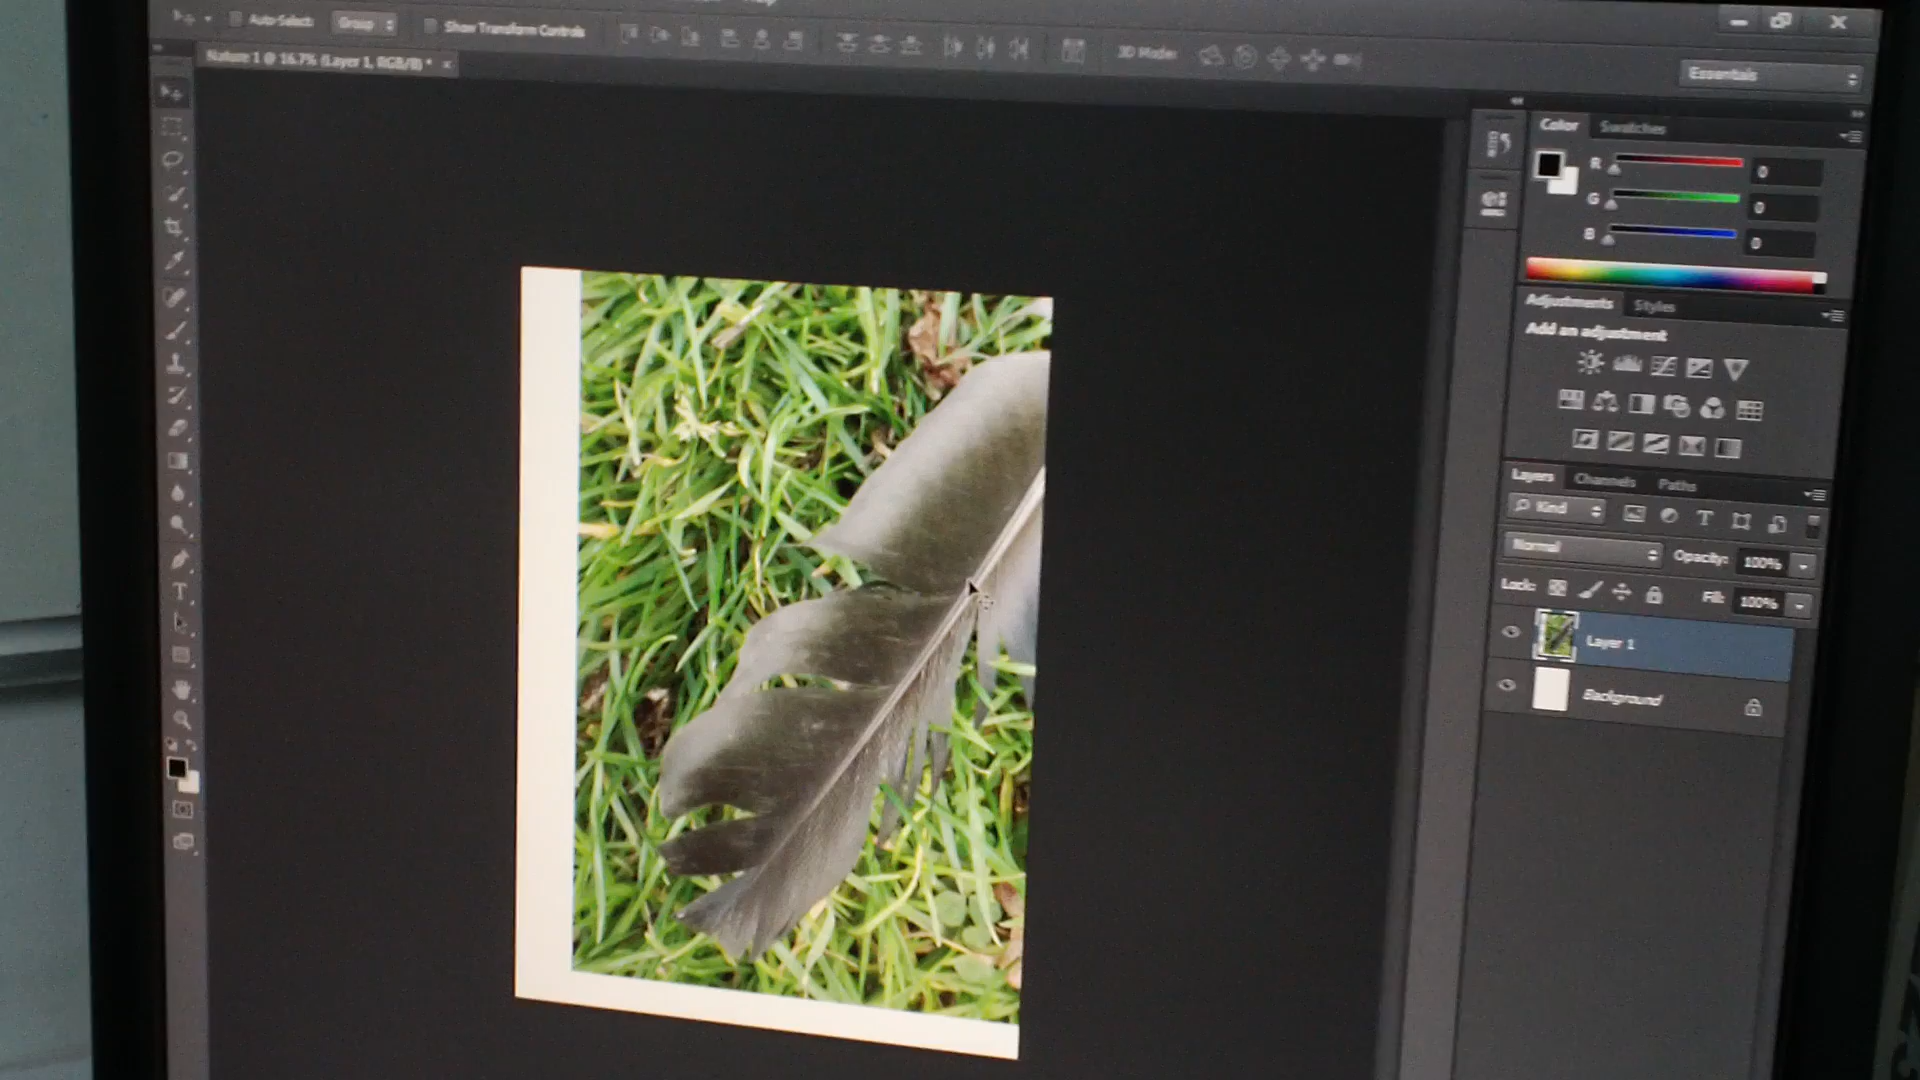 Auto-Select: Group Show Transform Controls 3D Mode:
Nature 1 @ 16.7% (Layer 1, RGB/8) * ×
Essentials
Color Swatches
R 0
G 0
B 0
Adjustments Styles
Add an adjustment
Layers Channels Paths
Kind
Normal Opacity: 100%
Lock: Fill: 100%
Layer 1
Background